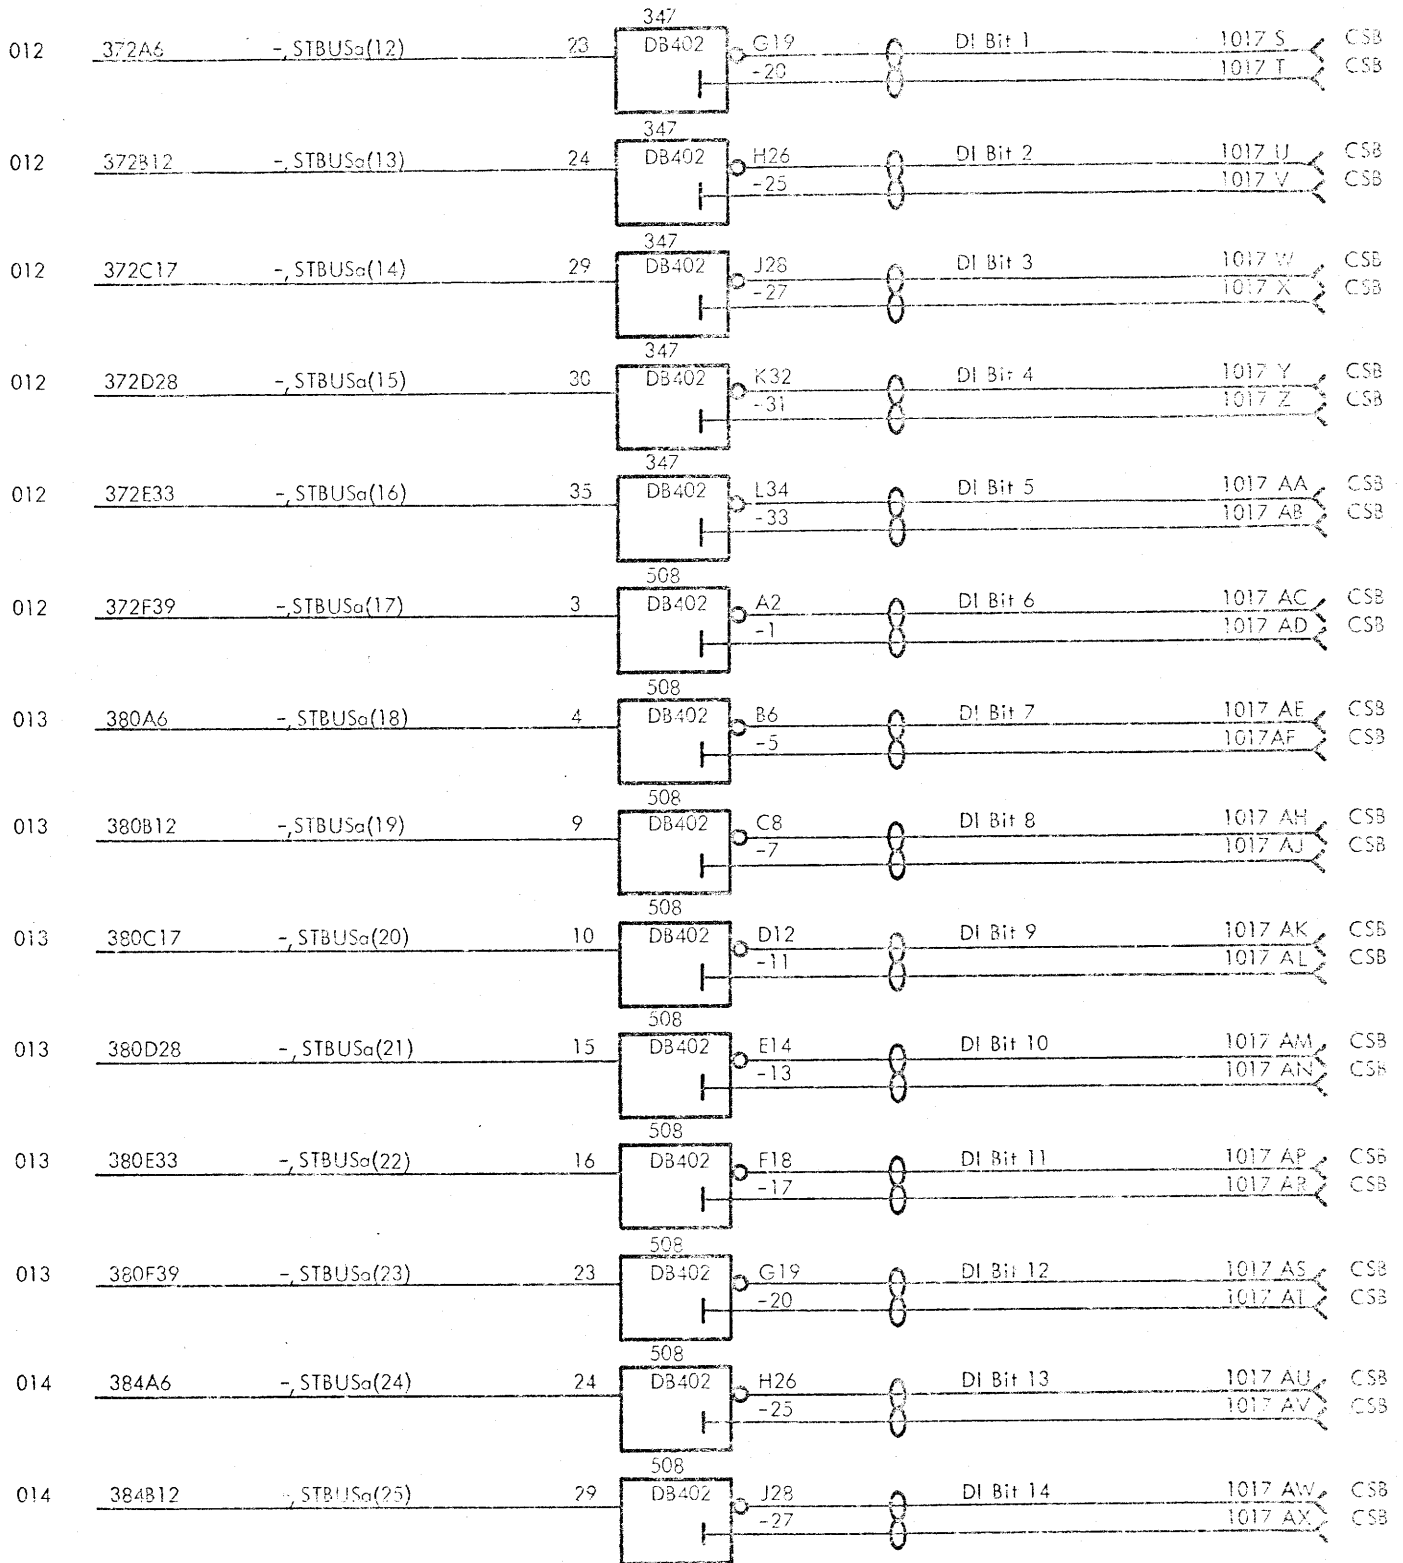 347
012 372A6 -, STBUSa(12) 23 DB402 G19 DI Bit 1 1017 S CSB
-20 1017 T CSB
347
012 372B12 -, STBUSa(13) 24 DB402 H26 DI Bit 2 1017 U CSB
-25 1017 V CSB
347
012 372C17 -, STBUSa(14) 29 DB402 J28 DI Bit 3 1017 W CSB
-27 1017 X CSB
347
012 372D28 -, STBUSa(15) 30 DB402 K32 DI Bit 4 1017 Y CSB
-31 1017 Z CSB
347
012 372E33 -, STBUSa(16) 35 DB402 L34 DI Bit 5 1017 AA CSB
-33 1017 AB CSB
508
012 372F39 -, STBUSa(17) 3 DB402 A2 DI Bit 6 1017 AC CSB
-1 1017 AD CSB
508
013 380A6 -, STBUSa(18) 4 DB402 B6 DI Bit 7 1017 AE CSB
-5 1017AF CSB
508
013 380B12 -, STBUSa(19) 9 DB402 C8 DI Bit 8 1017 AH CSB
-7 1017 AJ CSB
508
013 380C17 -, STBUSa(20) 10 DB402 D12 DI Bit 9 1017 AK CSB
-11 1017 AL CSB
508
013 380D28 -, STBUSa(21) 15 DB402 E14 DI Bit 10 1017 AM CSB
-13 1017 AN CSB
508
013 380E33 -, STBUSa(22) 16 DB402 F18 DI Bit 11 1017 AP CSB
-17 1017 AR CSB
508
013 380F39 -, STBUSa(23) 23 DB402 G19 DI Bit 12 1017 AS CSB
-20 1017 AT CSB
508
014 384A6 -, STBUSa(24) 24 DB402 H26 DI Bit 13 1017 AU CSB
-25 1017 AV CSB
508
014 384B12 -, STBUSa(25) 29 DB402 J28 DI Bit 14 1017 AW CSB
-27 1017 AX CSB